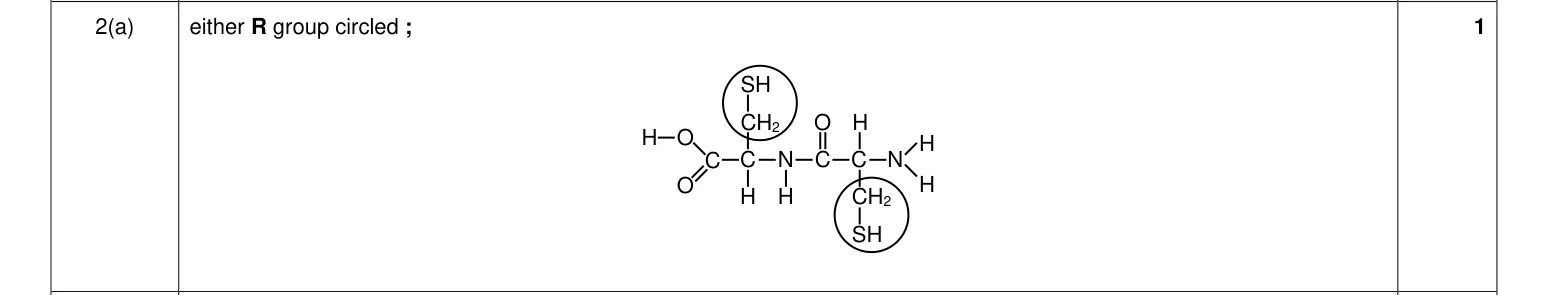 2(a) either R group circled ; 1
SH
CH2 O H
H–O H
C–C–N–C–C–N
O H H CH2 H
SH